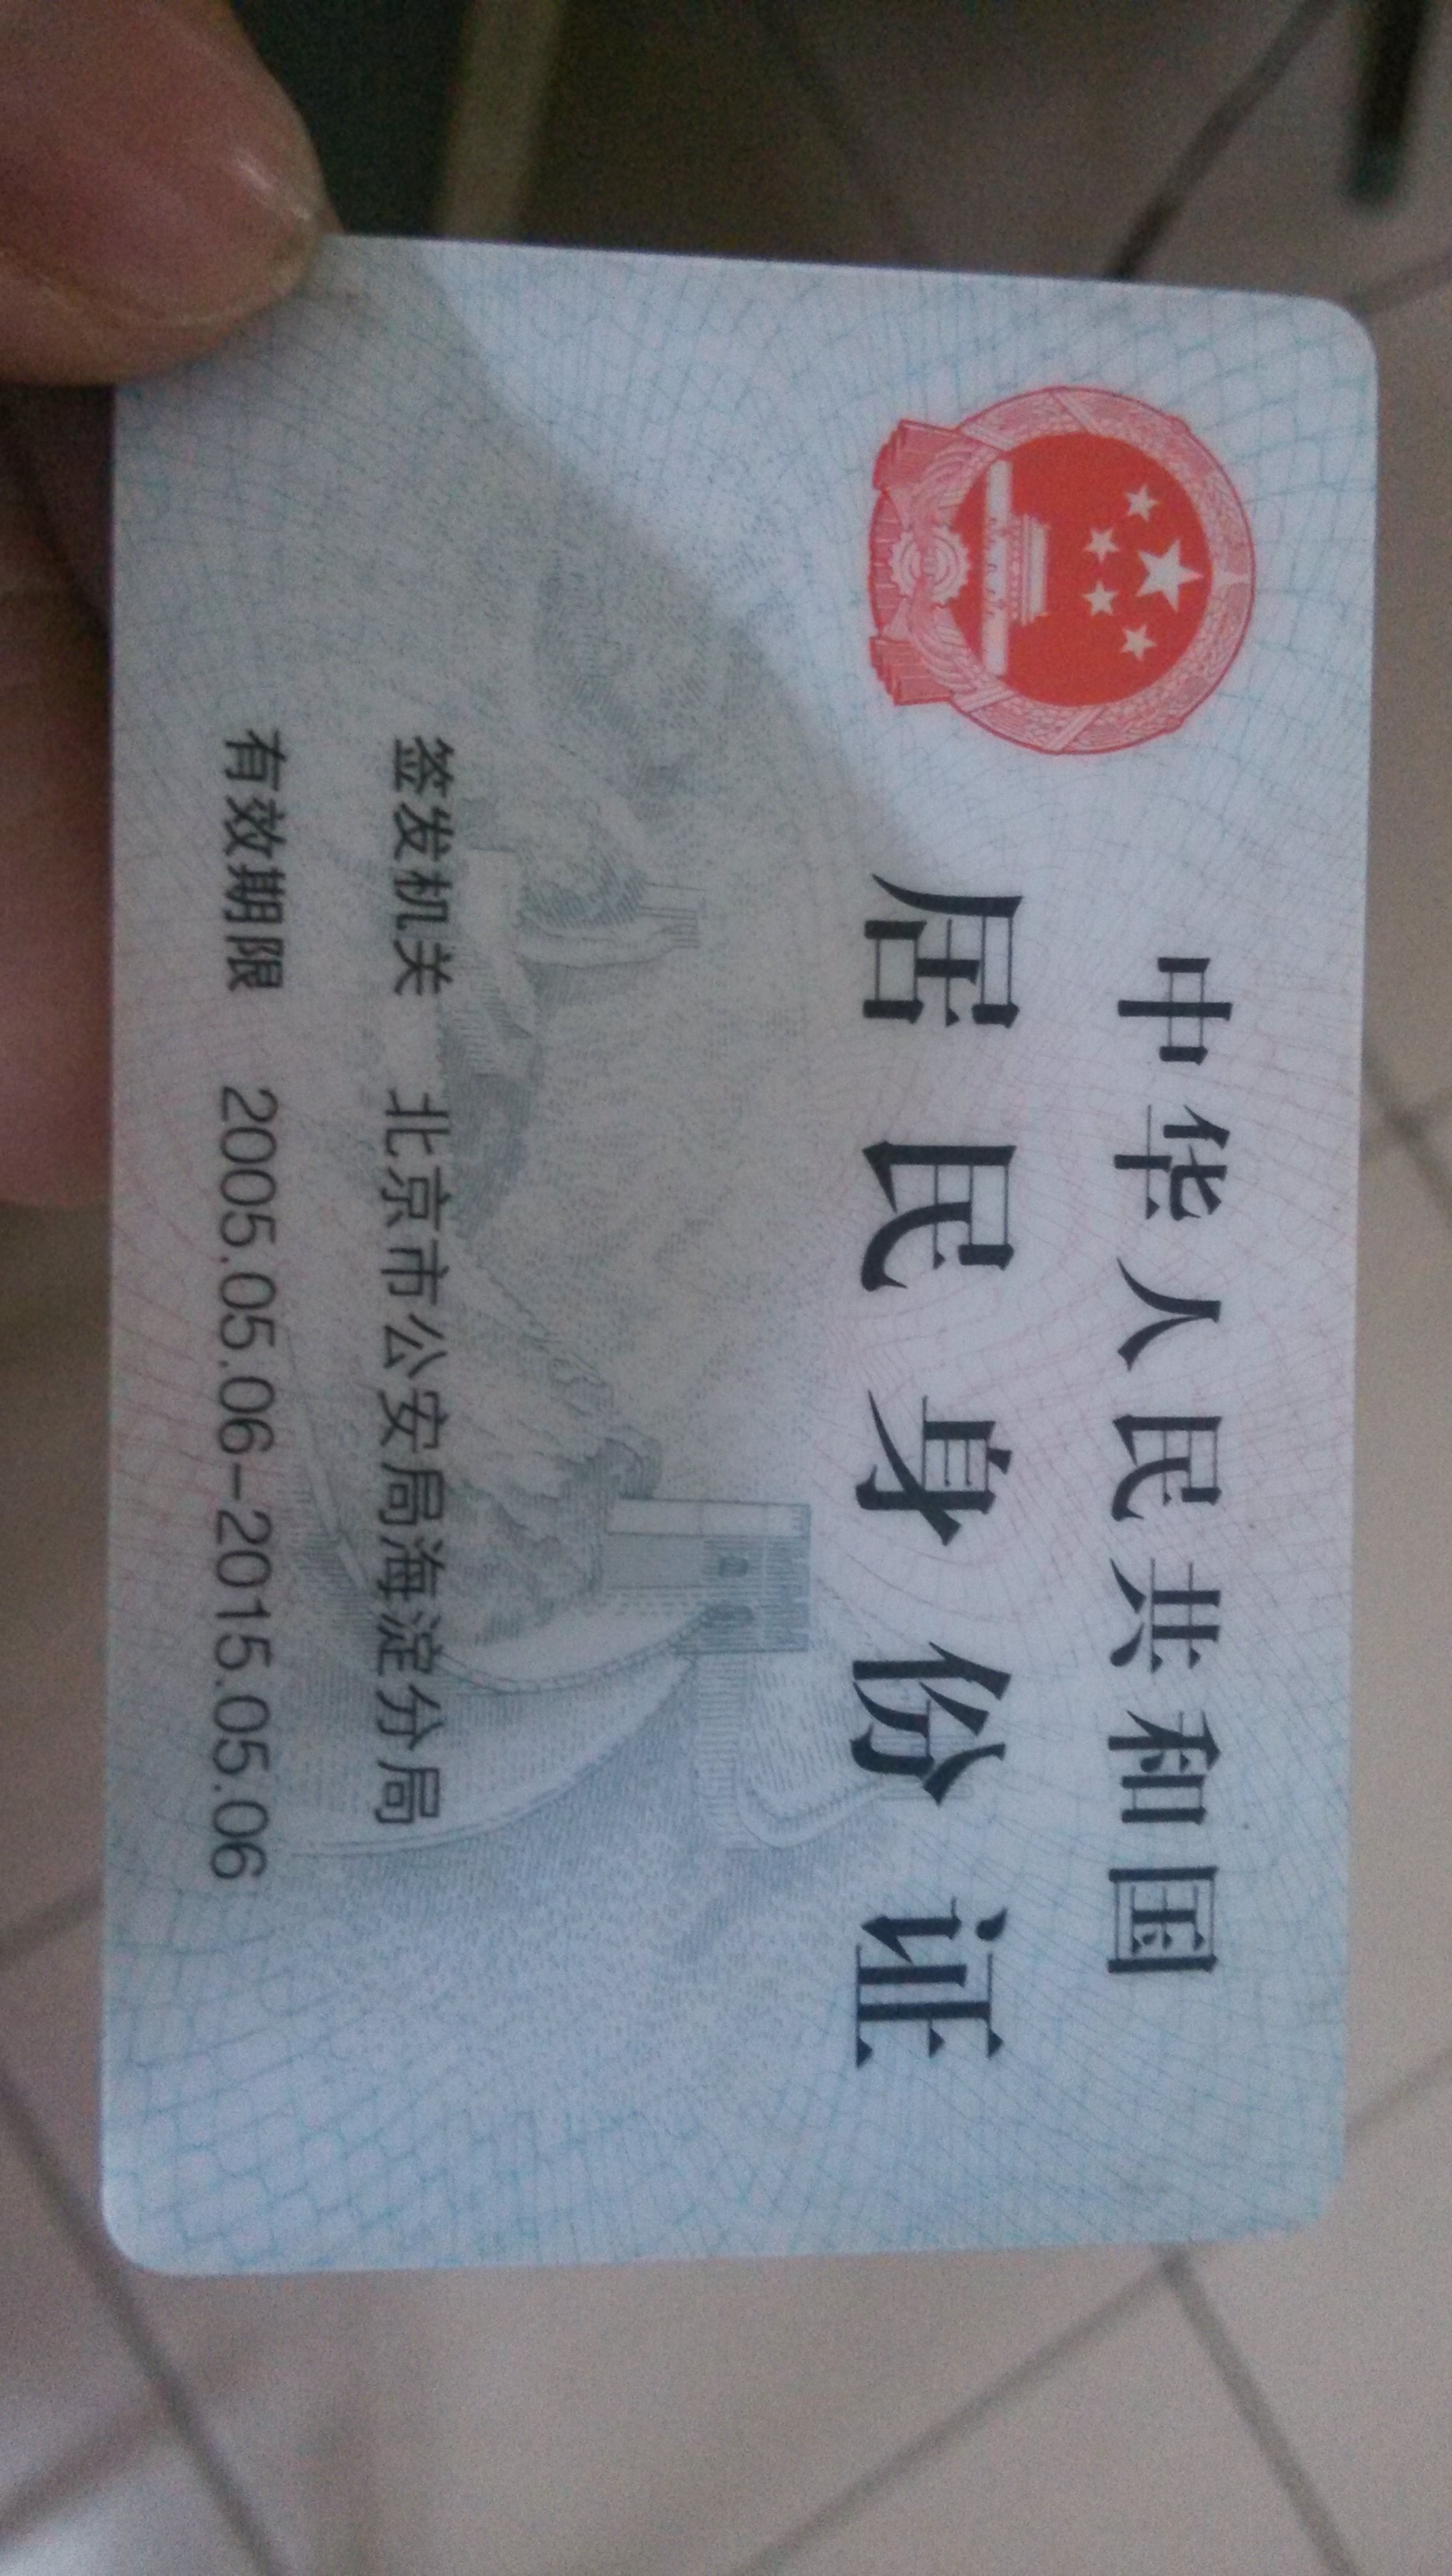 中华人民共和国
居民身份证
签发机关 北京市公安局海淀分局
有效期限 2005.05.06-2015.05.06